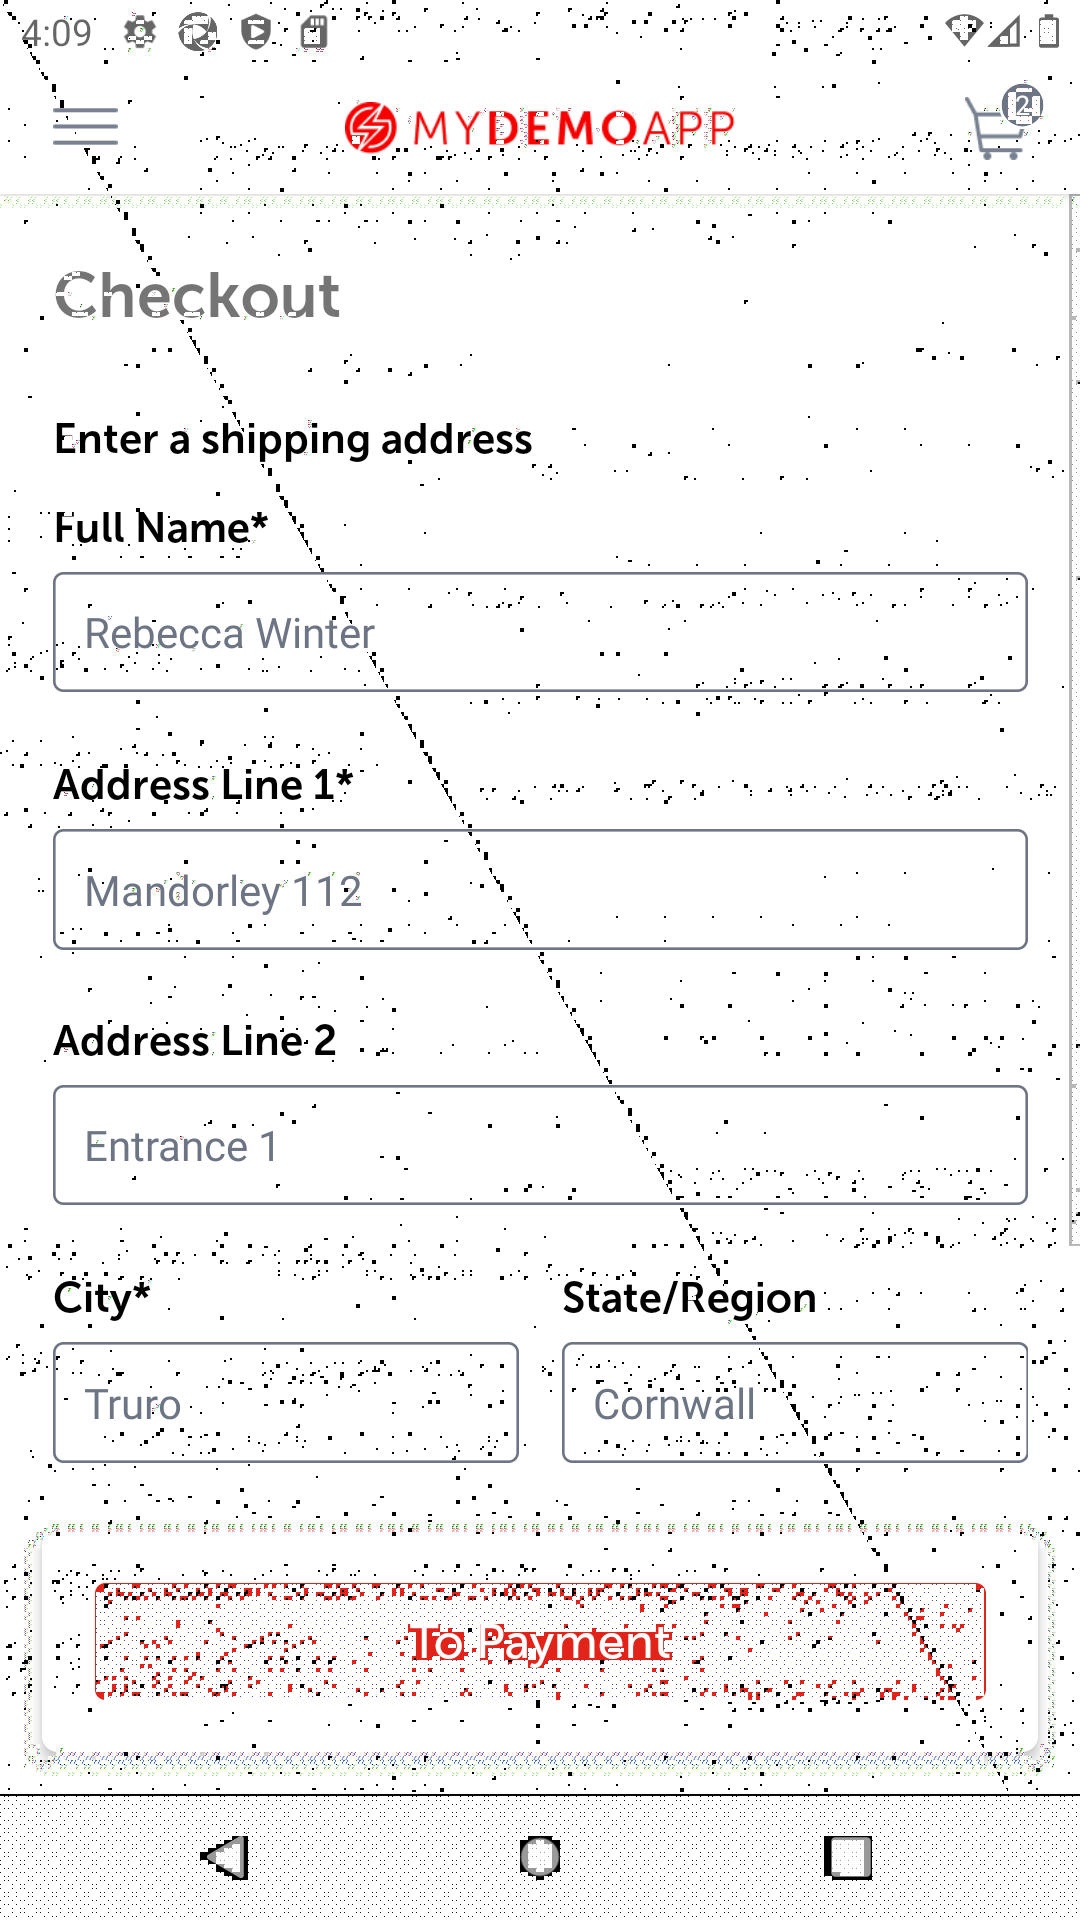 4:09
MYDEMOAPP
2
Checkout
Enter a shipping address
Full Name*
Rebecca Winter
Address Line 1*
Mandorley 112
Address Line 2
Entrance 1
City*
State/Region
Truro
Cornwall
To Payment